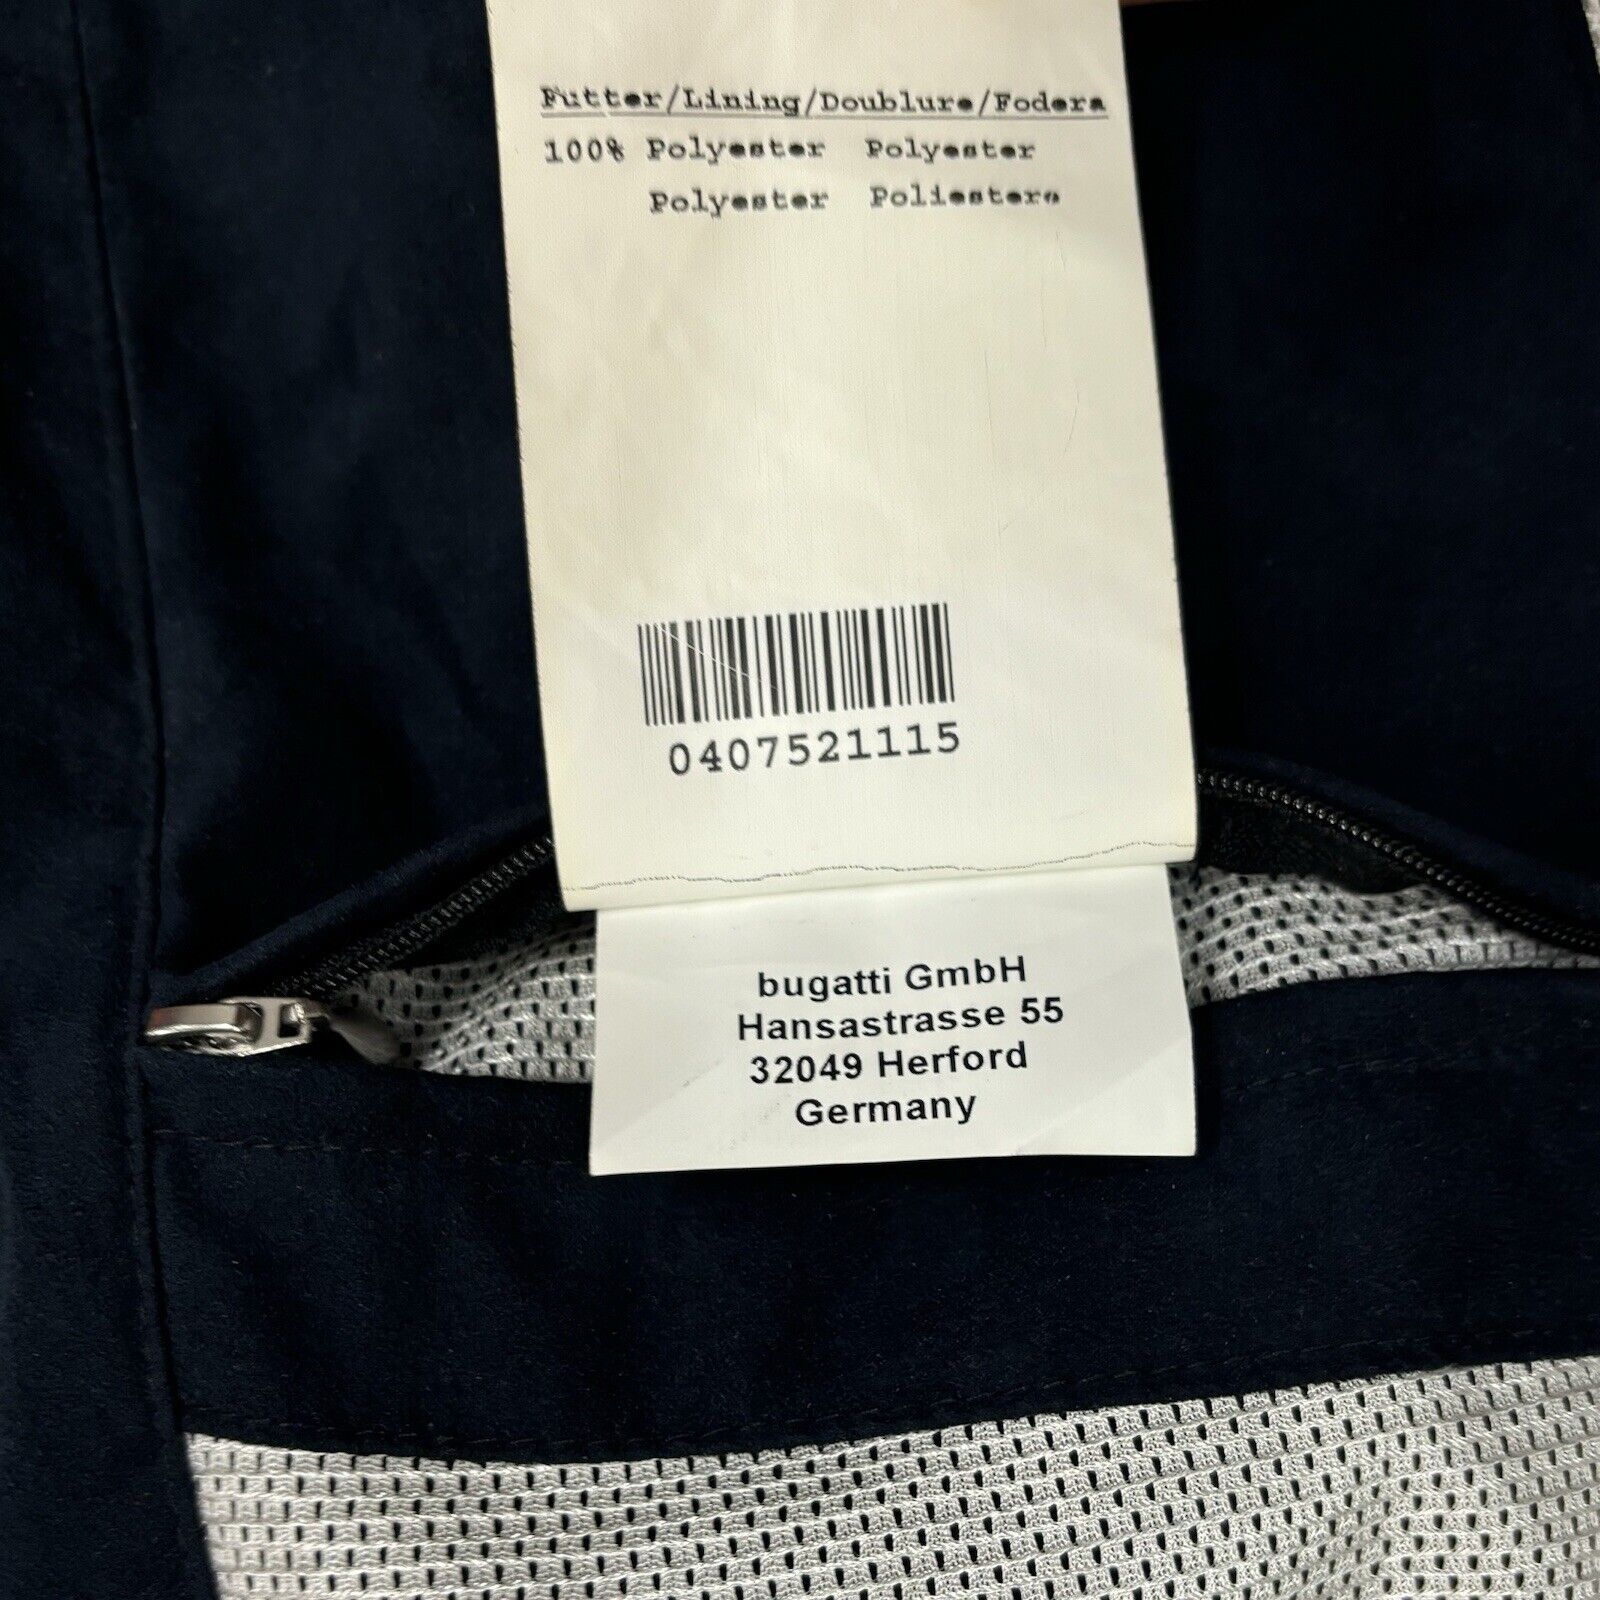 Futter/Lining/Doublure/Fodera
100% Polyester Polyester
Polyester Poliestere
0407521115
bugatti GmbH
Hansastrasse 55
32049 Herford
Germany